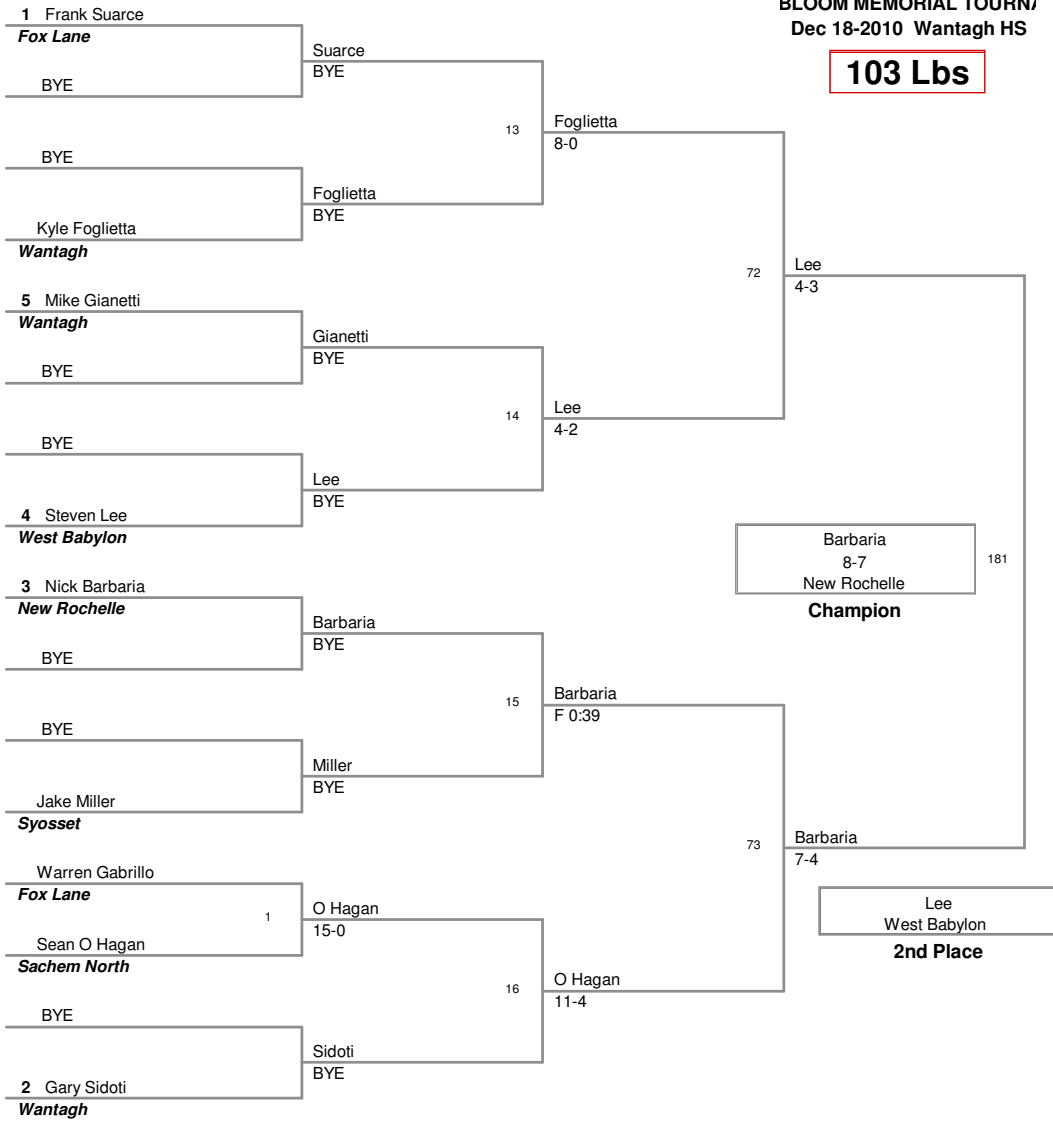 BLOOM MEMORIAL
Dec 18-2010 Wantagh HS
103 Lbs
1 Frank Suarce
Fox Lane
BYE
BYE
Kyle Foglietta
Wantagh
5 Mike Gianetti
Wantagh
BYE
BYE
4 Steven Lee
West Babylon
3 Nick Barbaria
New Rochelle
BYE
BYE
Jake Miller
Syosset
Warren Gabrillo
Fox Lane
Sean O Hagan
Sachem North
BYE
2 Gary Sidoti
Wantagh
Suarce
BYE
Foglietta
BYE
Gianetti
BYE
Lee
BYE
Barbaria
BYE
Miller
BYE
1
O Hagan
15-0
Sidoti
BYE
13
Foglietta
8-0
14
Lee
4-2
15
Barbaria
F 0:39
16
O Hagan
11-4
72
Lee
4-3
73
Barbaria
7-4
Barbaria
8-7
New Rochelle
181
Champion
Lee
West Babylon
2nd Place